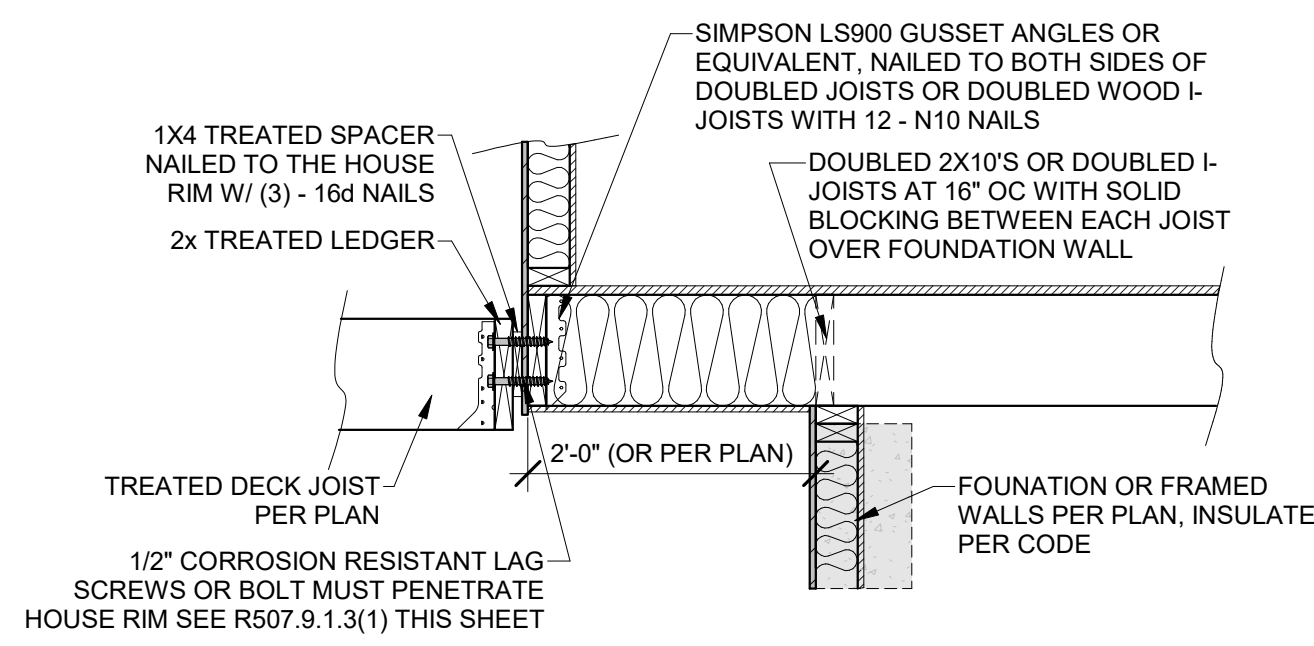 SIMPSON LS900 GUSSET ANGLES OR
EQUIVALENT, NAILED TO BOTH SIDES OF
DOUBLED JOISTS OR DOUBLED WOOD I-
JOISTS WITH 12 - N10 NAILS
1X4 TREATED SPACER
NAILED TO THE HOUSE
RIM W/ (3) - 16d NAILS
2x TREATED LEDGER
DOUBLED 2X10'S OR DOUBLED I-
JOISTS AT 16" OC WITH SOLID
BLOCKING BETWEEN EACH JOIST
OVER FOUNDATION WALL
2'-0" (OR PER PLAN)
TREATED DECK JOIST
PER PLAN
FOUNATION OR FRAMED
WALLS PER PLAN, INSULATE
PER CODE
1/2" CORROSION RESISTANT LAG
SCREWS OR BOLT MUST PENETRATE
HOUSE RIM SEE R507.9.1.3(1) THIS SHEET